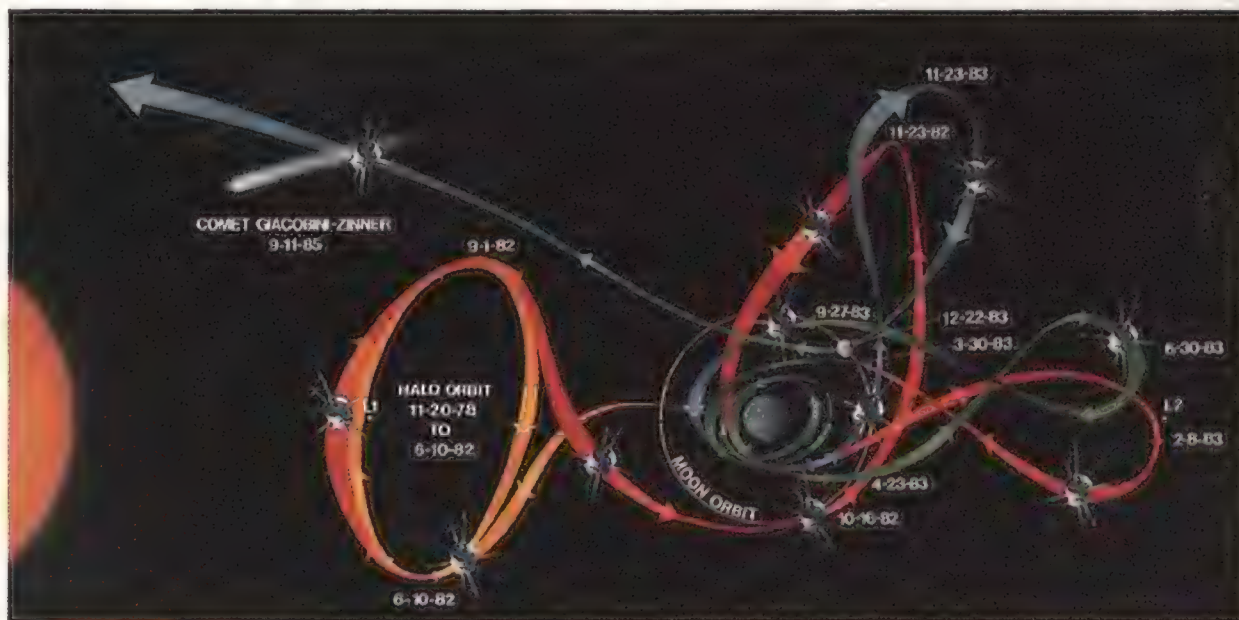 11-23-83
11-23-82
COMET GIACOBINI-ZINNER
9-11-85
9-1-82
9-27-83
12-22-83
3-30-83
6-30-83
HALO ORBIT
11-20-78
TO
6-10-82
L1
L2
2-8-83
MOON ORBIT
4-23-83
10-16-82
6-10-82